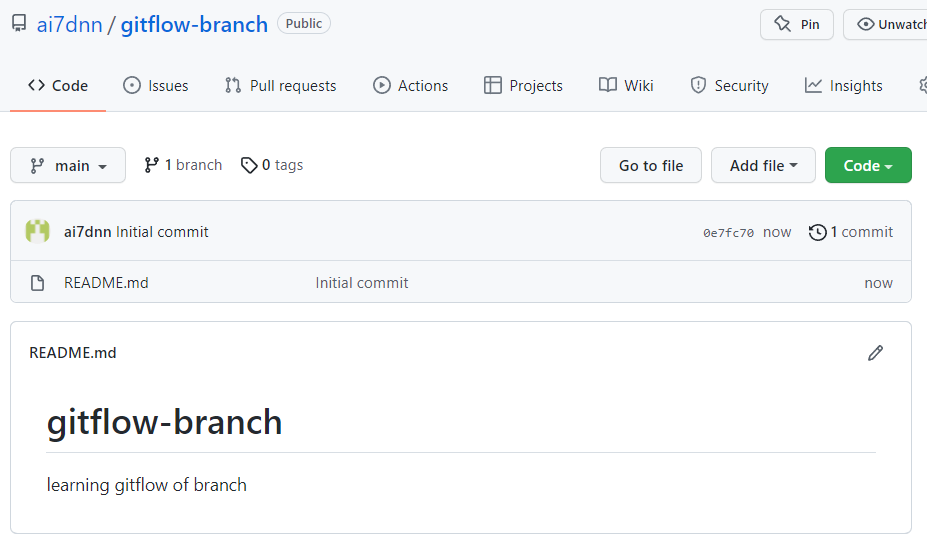 ai7dnn / gitflow-branch Public Pin Unwatch
Code Issues Pull requests Actions Projects Wiki Security Insights
main 1 branch 0 tags Go to file Add file Code
ai7dnn Initial commit 0e7fc70 now 1 commit
README.md Initial commit now
README.md
gitflow-branch
learning gitflow of branch